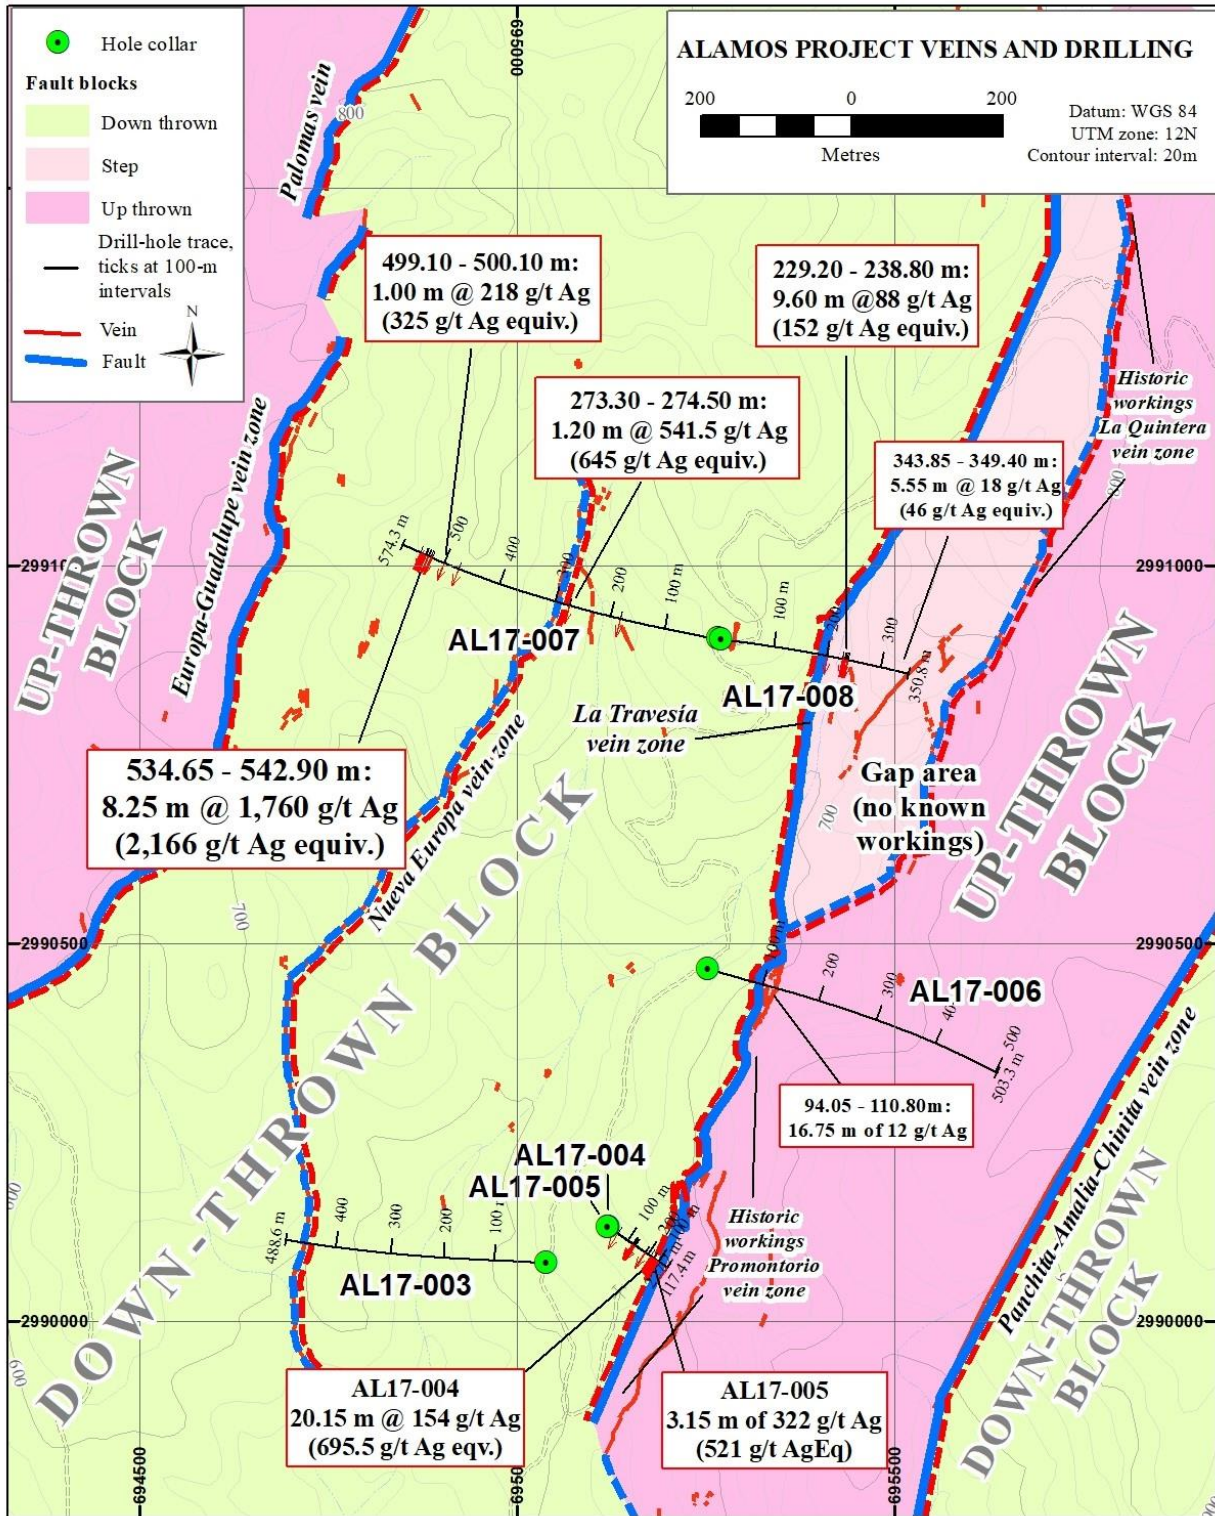 Hole collar
Fault blocks
Down thrown
Step
Up thrown
Drill-hole trace,
ticks at 100-m
intervals
Vein
Fault
N
ALAMOS PROJECT VEINS AND DRILLING
200
0
200
Metres
Datum: WGS 84
UTM zone: 12N
Contour interval: 20m
695000
800
Palomas vein
499.10 - 500.10 m:
1.00 m @ 218 g/t Ag
(325 g/t Ag equiv.)
229.20 - 238.80 m:
9.60 m @88 g/t Ag
(152 g/t Ag equiv.)
273.30 - 274.50 m:
1.20 m @ 541.5 g/t Ag
(645 g/t Ag equiv.)
Historic
workings
La Quintera
vein zone
343.85 - 349.40 m:
5.55 m @ 18 g/t Ag
(46 g/t Ag equiv.)
800
UP-THROWN
BLOCK
Europa-Guadalupe vein zone
2991000
2991000
574.3 m
500
400
200
100 m
100 m
200
300
350.8 m
AL17-007
AL17-008
La Travesía
vein zone
534.65 - 542.90 m:
8.25 m @ 1,760 g/t Ag
(2,166 g/t Ag equiv.)
Nueva Europa vein zone
700
Gap area
(no known
workings)
UP-THROWN
BLOCK
700
DOWN-THROWN BLOCK
2990500
2990500
100 m
200
300
40
500
503.3 m
AL17-006
94.05 - 110.80m:
16.75 m of 12 g/t Ag
Panchita-Amalia-Chinita vein zone
AL17-004
AL17-005
100 m
200
100 m
117.4 m
Historic
workings
Promontorio
vein zone
600
488.6 m
400
300
200
100 m
AL17-003
2990000
2990000
DOWN-THROWN
BLOCK
600
AL17-004
20.15 m @ 154 g/t Ag
(695.5 g/t Ag eqv.)
AL17-005
3.15 m of 322 g/t Ag
(521 g/t AgEq)
694500
6950
695500